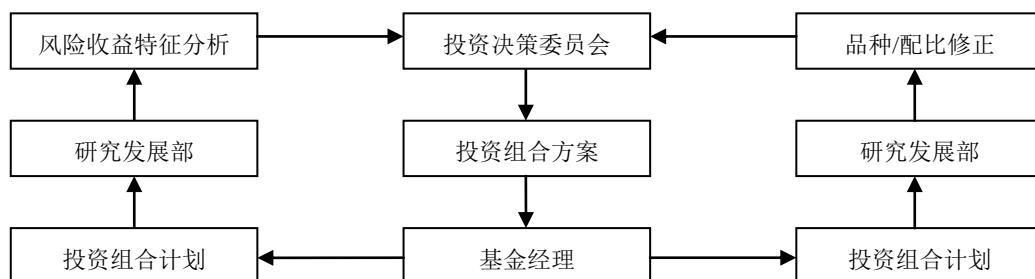 风险收益特征分析
投资决策委员会
品种/配比修正
研究发展部
投资组合方案
研究发展部
投资组合计划
基金经理
投资组合计划